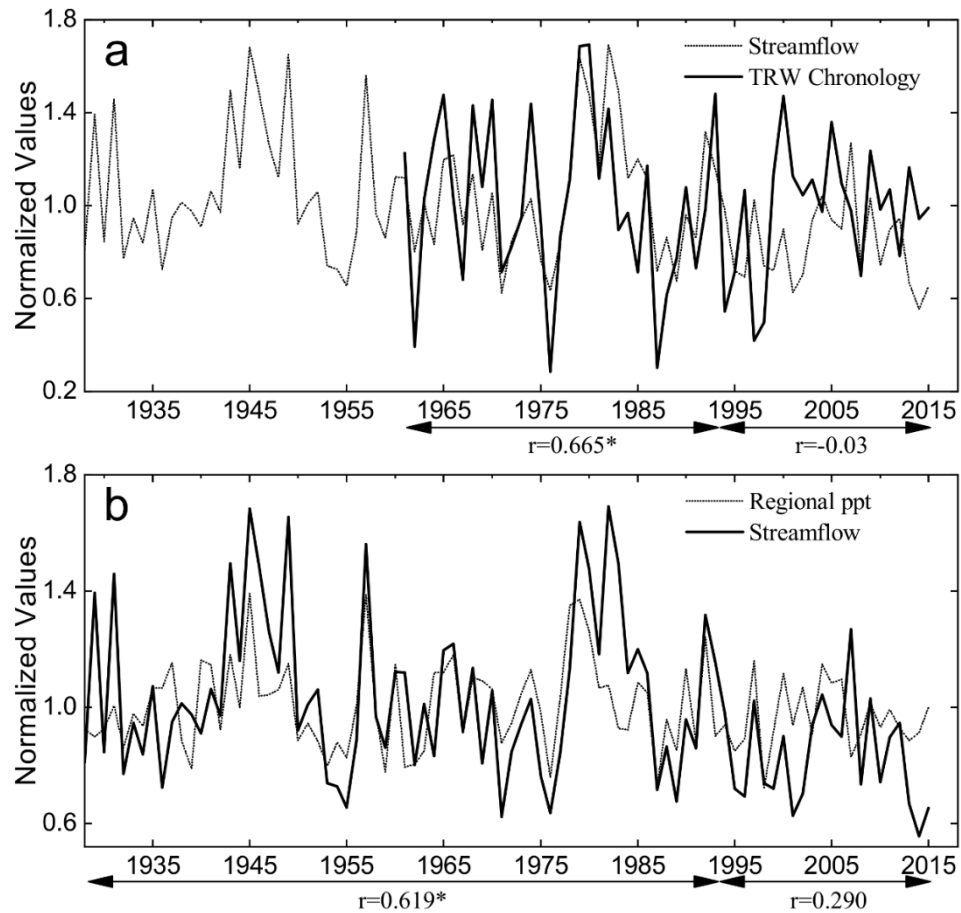 a
Streamflow
TRW Chronology
Normalized Values
1.8
1.4
1.0
0.6
0.2
1935 1945 1955 1965 1975 1985 1995 2005 2015
r=0.665* r=-0.03
b
Regional ppt
Streamflow
Normalized Values
1.8
1.4
1.0
0.6
1935 1945 1955 1965 1975 1985 1995 2005 2015
r=0.619* r=0.290